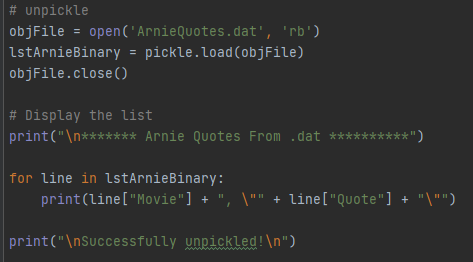 # unpickle
objFile = open('ArnieQuotes.dat', 'rb')
lstArnieBinary = pickle.load(objFile)
objFile.close()

# Display the list
print("\n******* Arnie Quotes From .dat **********")

for line in lstArnieBinary:
    print(line["Movie"] + ", \"" + line["Quote"] + "\"")

print("\nSuccessfully unpickled!\n")